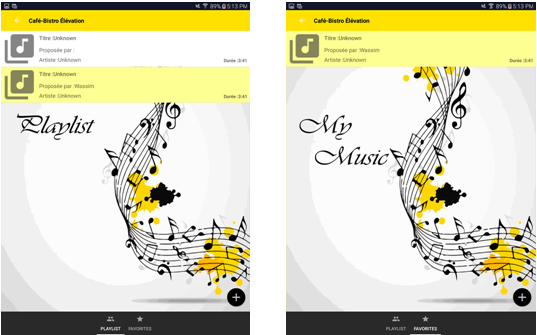 89% 5:13 PM
Café-Bistro Élévation
Titre :Unknown
Proposée par :
Artiste :Unknown
Durée :3:41
Titre :Unknown
Proposée par :Wassim
Artiste :Unknown
Durée :3:41
Playlist
PLAYLIST
FAVORITES
89% 5:13 PM
Café-Bistro Élévation
Titre :Unknown
Proposée par :Wassim
Artiste :Unknown
Durée :3:41
My
Music
PLAYLIST
FAVORITES